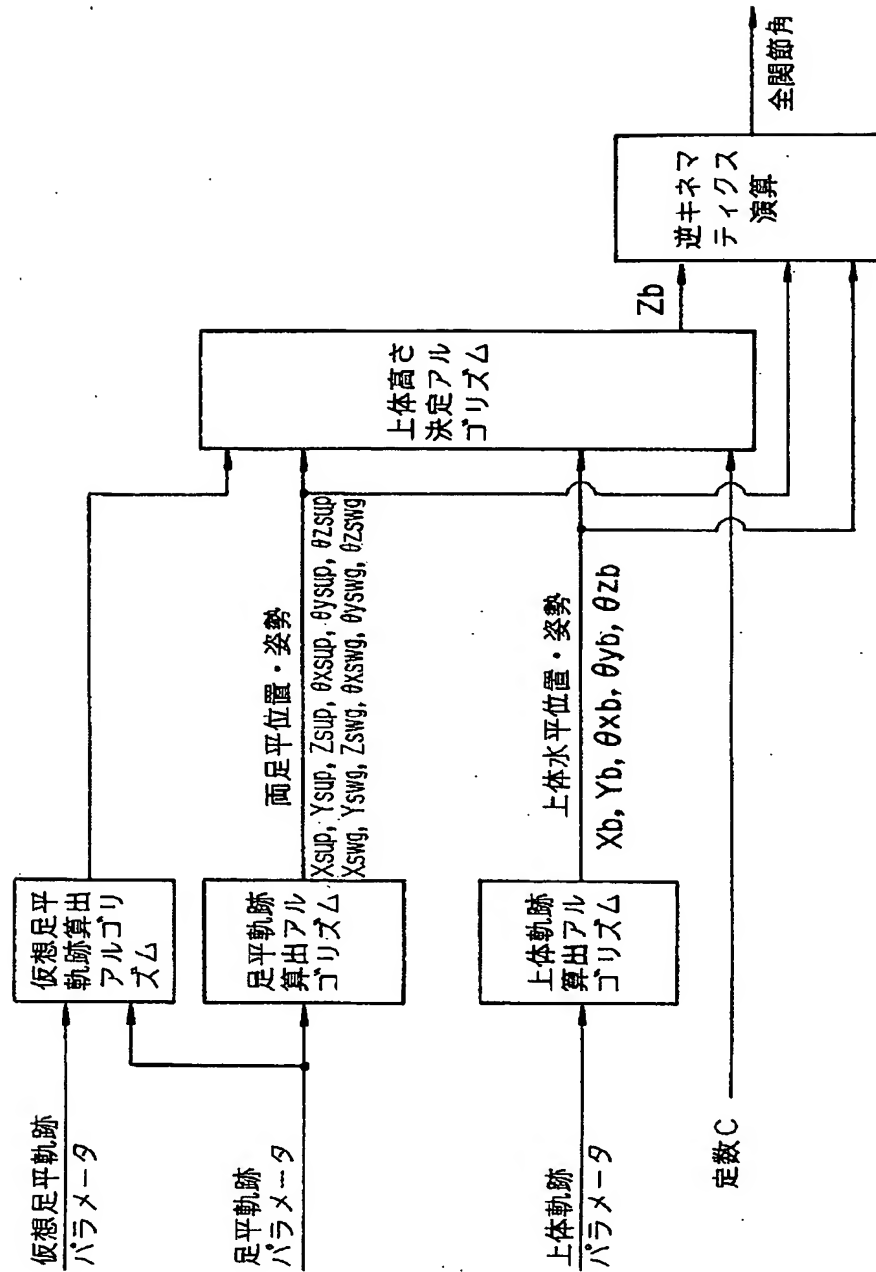 仮想足平軌跡
パラメータ
足平軌跡
パラメータ
上体軌跡
パラメータ
定数C
仮想足平
軌跡算出
アルゴリ
ズム
足平軌跡
算出アル
ゴリズム
上体軌跡
算出アル
ゴリズム
両足平位置・姿勢
Xsup, Ysup, Zsup, θxsup, θysup, θzsup
Xswg, Yswg, Zswg, θxswg, θyswg, θzswg
上体水平位置・姿勢
Xb, Yb, θxb, θyb, θzb
上体高さ
決定アル
ゴリズム
Zb
逆キネマ
ティクス
演算
全関節角